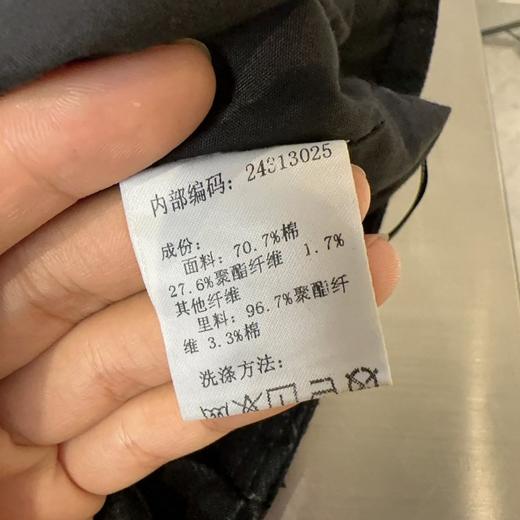 内部编码: 24313025
成份:
面料: 70.7%棉
27.6%聚酯纤维 1.7%
其他纤维
里料: 96.7%聚酯纤
维 3.3%棉
洗涤方法: